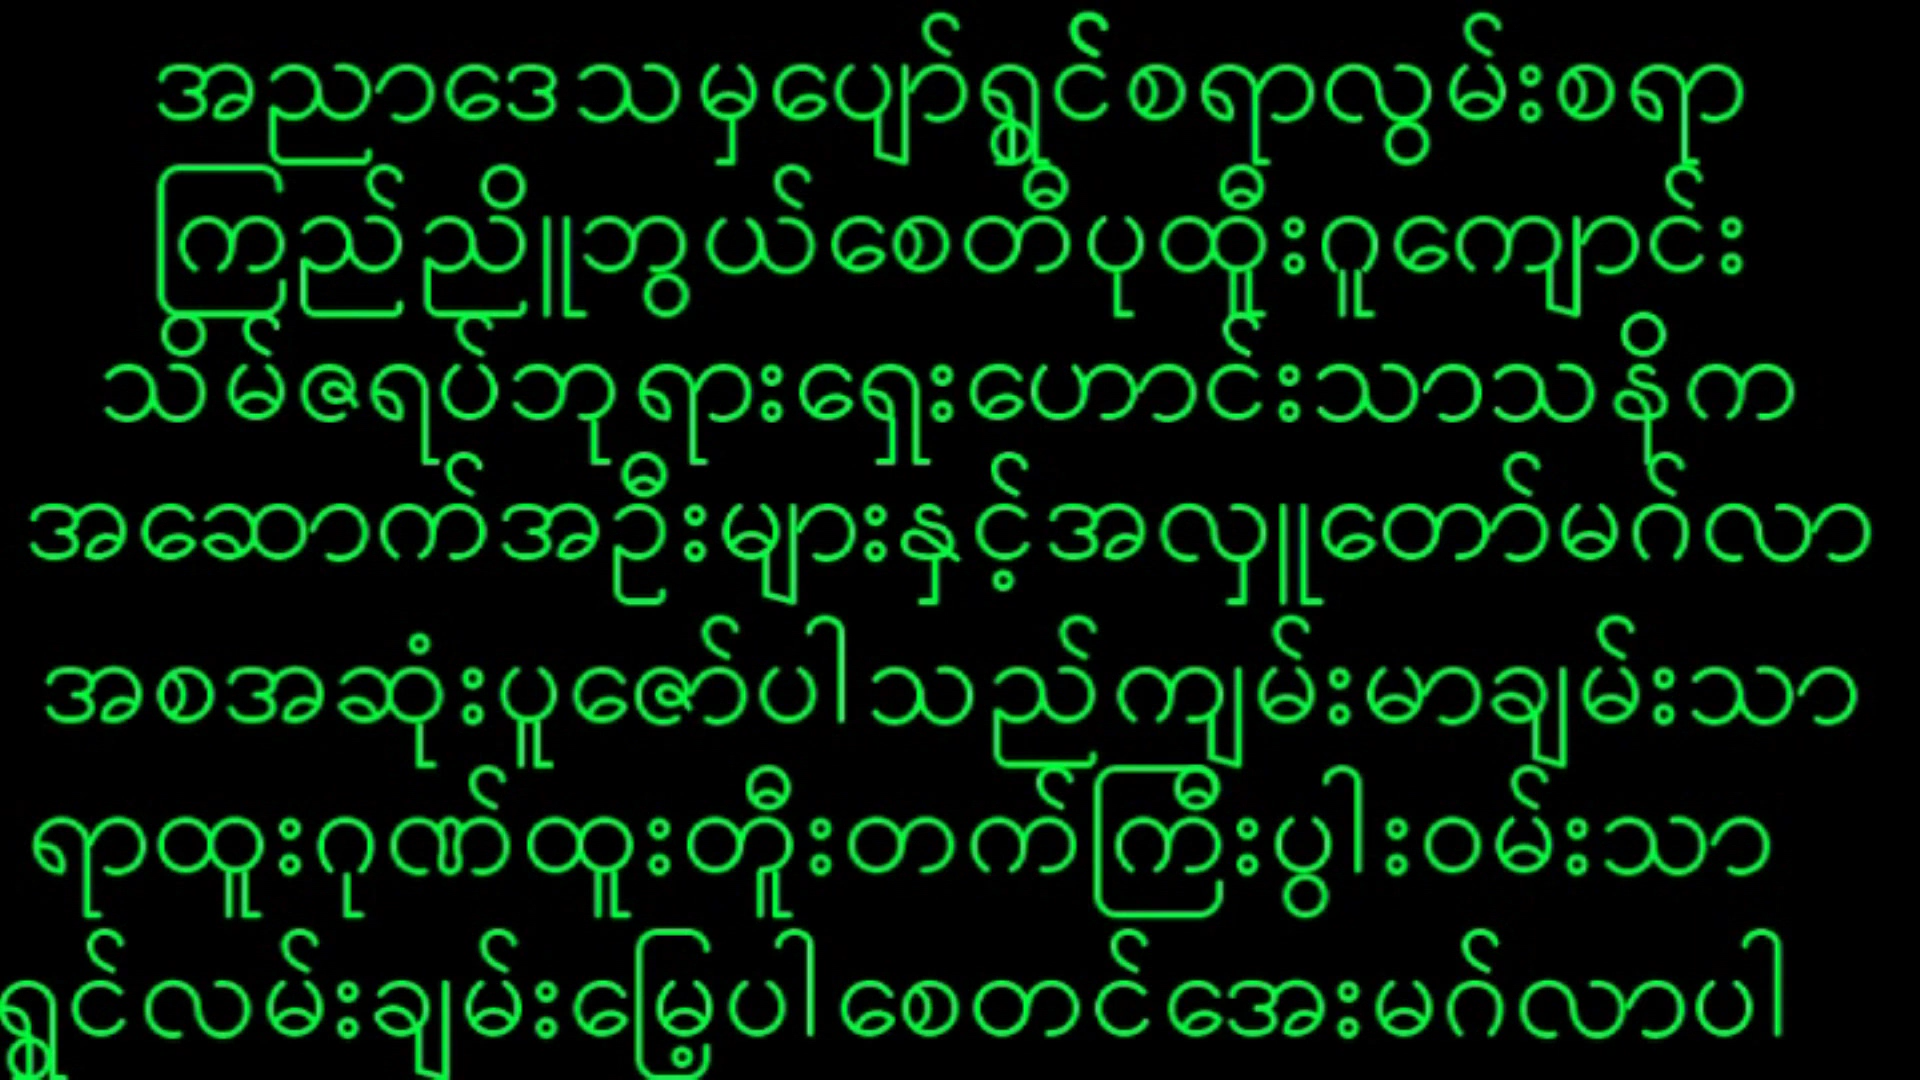 အညာဒေသမှပျော်ရွှင်စရာလွမ်းစရာ
ကြည်ညိူဘွယ်စေတီပုထိူးဂူကျောင်း
သိမ်ဇရပ်ဘုရားရှေးဟောင်းသာသနိက
အဆောက်အဦးများနှင့်အလှူတော်မင်္ဂလာ
အစအဆုံးပူဇော်ပါသည်ကျမ်းမာချမ်းသာ
ရာထူးဂုဏ်ထူးတီူးတက်ကြီးပွါးဝမ်းသာ
ရွှင်လမ်းချမ်းမြေ့ပါစေတင်အေးမဂ်လာပါ